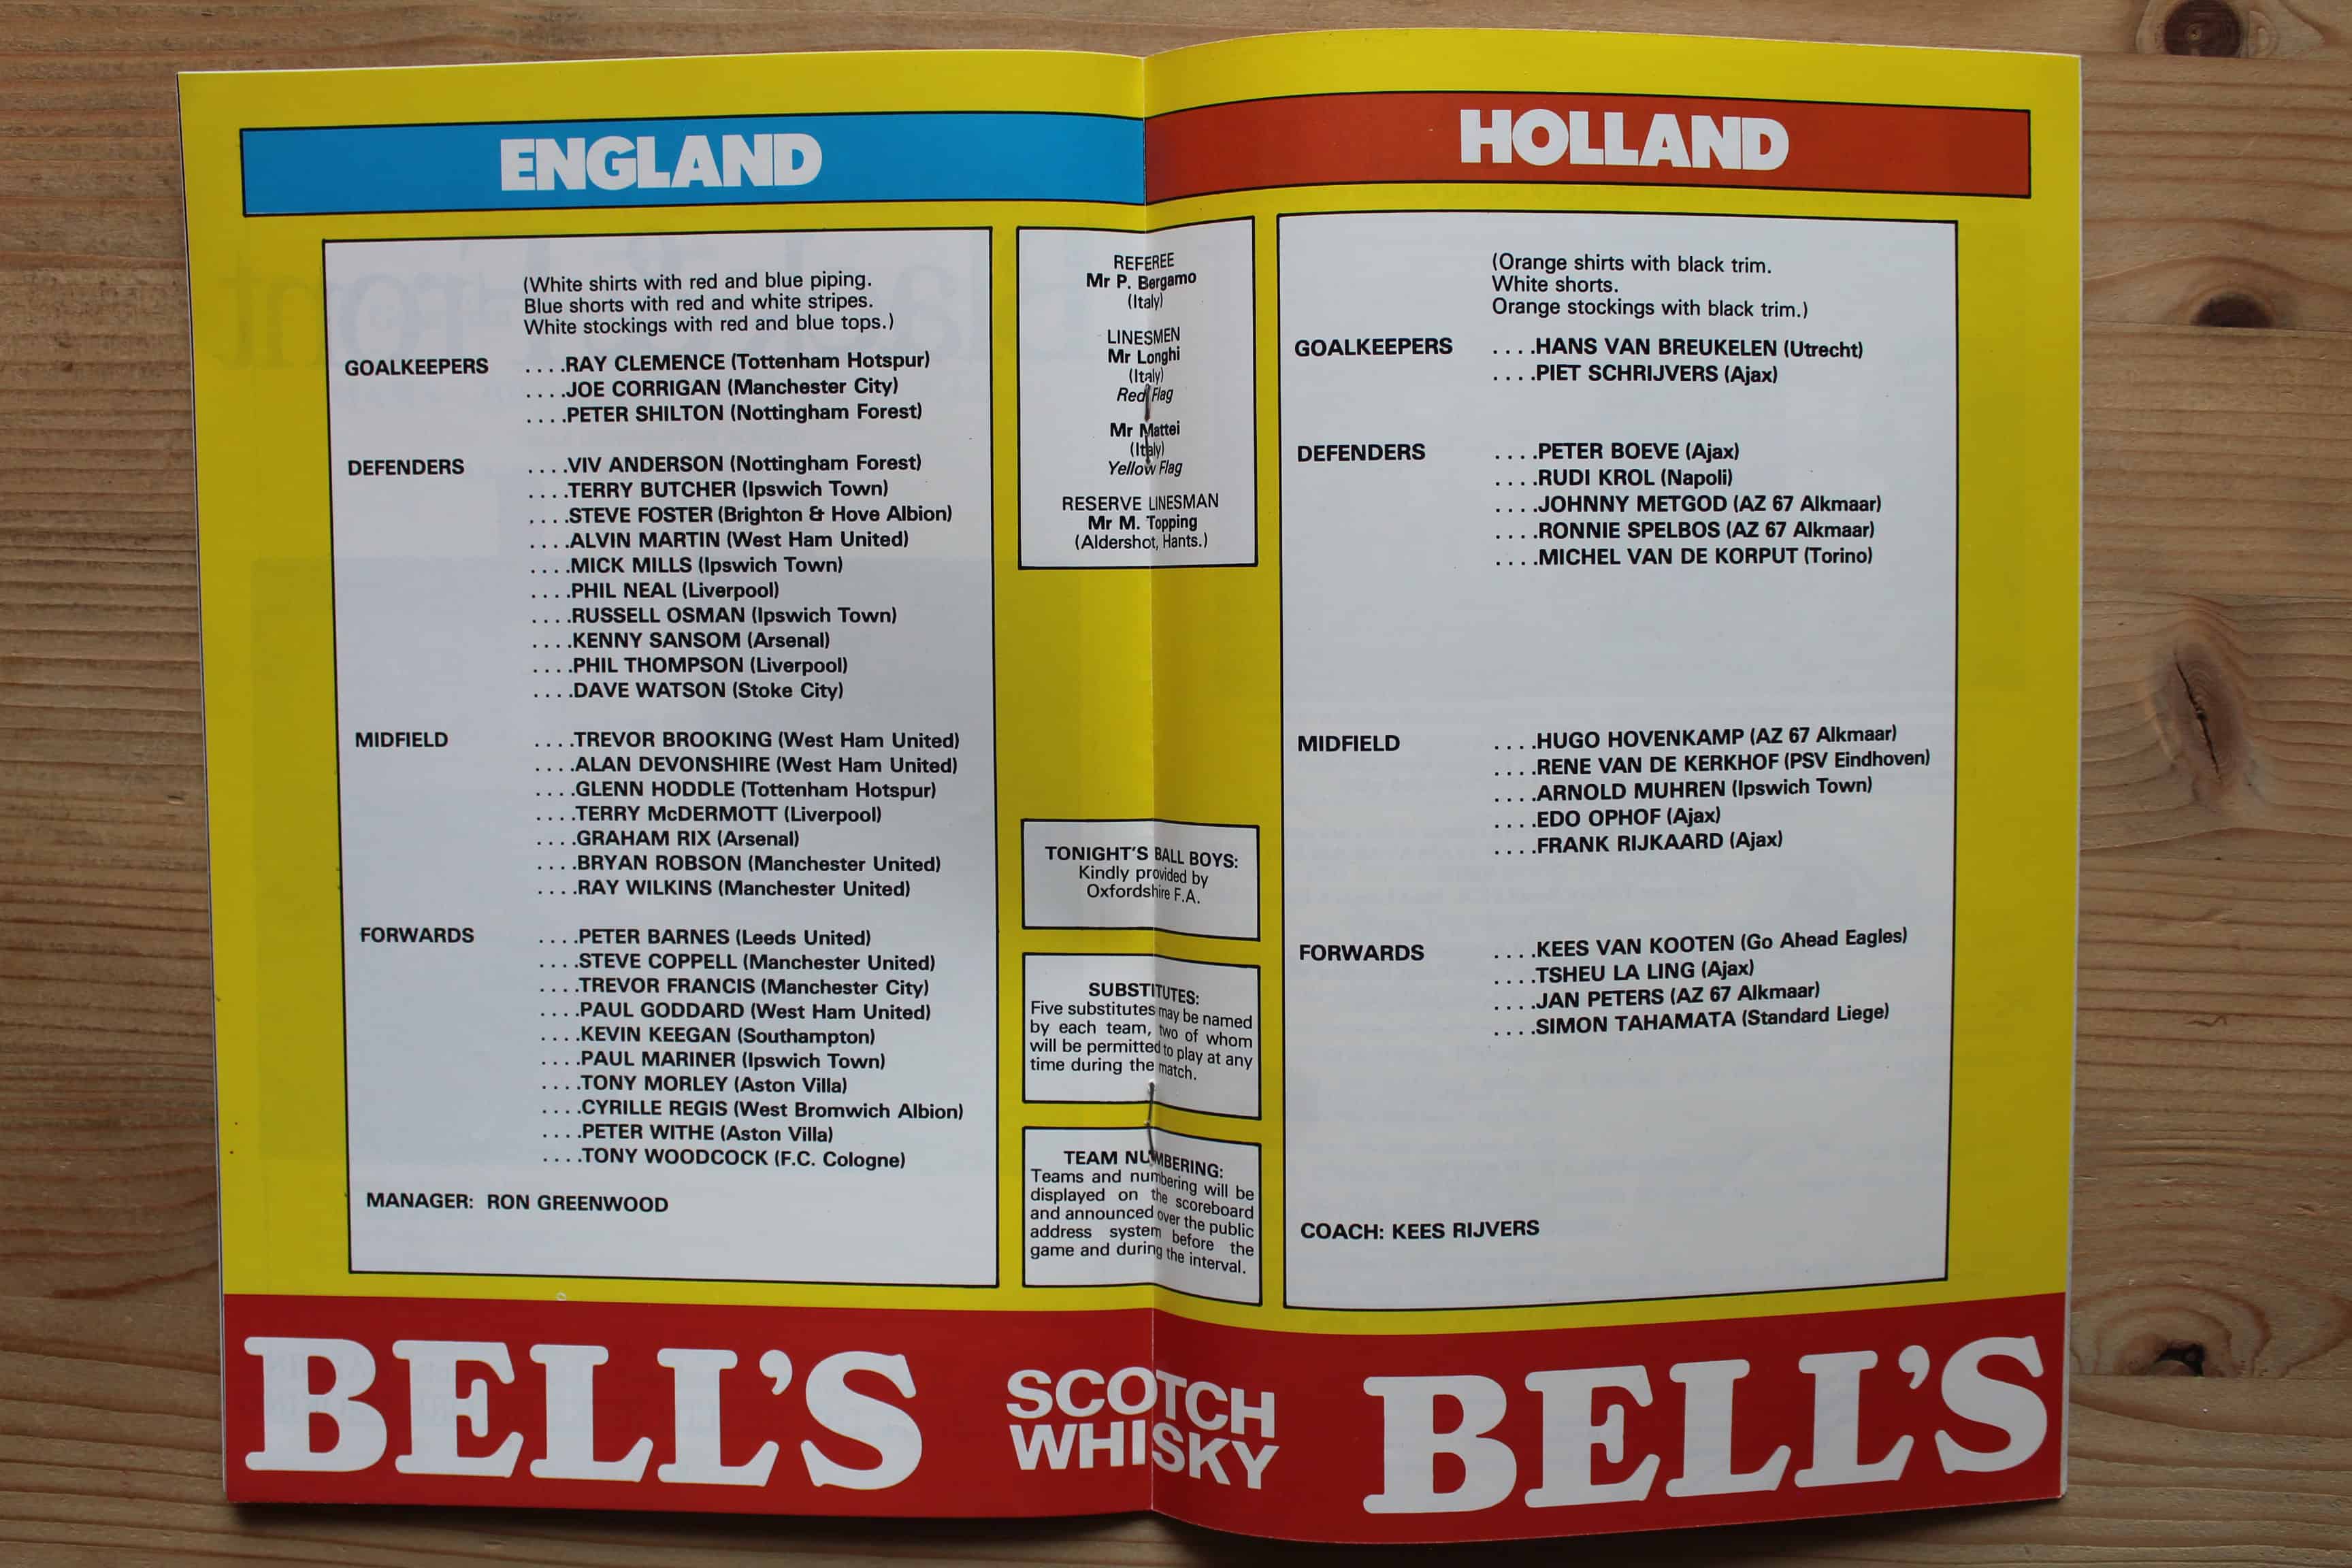 ENGLAND
(White shirts with red and blue piping.
Blue shorts with red and white stripes.
White stockings with red and blue tops.)
GOALKEEPERS ....RAY CLEMENCE (Tottenham Hotspur)
....JOE CORRIGAN (Manchester City)
....PETER SHILTON (Nottingham Forest)
DEFENDERS ....VIV ANDERSON (Nottingham Forest)
....TERRY BUTCHER (Ipswich Town)
....STEVE FOSTER (Brighton & Hove Albion)
....ALVIN MARTIN (West Ham United)
....MICK MILLS (Ipswich Town)
....PHIL NEAL (Liverpool)
....RUSSELL OSMAN (Ipswich Town)
....KENNY SANSOM (Arsenal)
....PHIL THOMPSON (Liverpool)
....DAVE WATSON (Stoke City)
MIDFIELD ....TREVOR BROOKING (West Ham United)
....ALAN DEVONSHIRE (West Ham United)
....GLENN HODDLE (Tottenham Hotspur)
....TERRY McDERMOTT (Liverpool)
....GRAHAM RIX (Arsenal)
....BRYAN ROBSON (Manchester United)
....RAY WILKINS (Manchester United)
FORWARDS ....PETER BARNES (Leeds United)
....STEVE COPPELL (Manchester United)
....TREVOR FRANCIS (Manchester City)
....PAUL GODDARD (West Ham United)
....KEVIN KEEGAN (Southampton)
....PAUL MARINER (Ipswich Town)
....TONY MORLEY (Aston Villa)
....CYRILLE REGIS (West Bromwich Albion)
....PETER WITHE (Aston Villa)
....TONY WOODCOCK (F.C. Cologne)
MANAGER: RON GREENWOOD
REFEREE
Mr P. Bergamo
(Italy)
LINESMEN
Mr Longhi
(Italy)
Red Flag
Mr Mattei
(Italy)
Yellow Flag
RESERVE LINESMAN
Mr M. Topping
(Aldershot, Hants.)
TONIGHT'S BALL BOYS:
Kindly provided by
Oxfordshire F.A.
SUBSTITUTES:
Five substitutes may be named
by each team, two of whom
will be permitted to play at any
time during the match.
TEAM NUMBERING:
Teams and numbering will be
displayed on the scoreboard
and announced over the public
address system before the
game and during the interval.
HOLLAND
(Orange shirts with black trim.
White shorts.
Orange stockings with black trim.)
GOALKEEPERS ....HANS VAN BREUKELEN (Utrecht)
....PIET SCHRIJVERS (Ajax)
DEFENDERS ....PETER BOEVE (Ajax)
....RUDI KROL (Napoli)
....JOHNNY METGOD (AZ 67 Alkmaar)
....RONNIE SPELBOS (AZ 67 Alkmaar)
....MICHEL VAN DE KORPUT (Torino)
MIDFIELD ....HUGO HOVENKAMP (AZ 67 Alkmaar)
....RENE VAN DE KERKHOF (PSV Eindhoven)
....ARNOLD MUHREN (Ipswich Town)
....EDO OPHOF (Ajax)
....FRANK RIJKAARD (Ajax)
FORWARDS ....KEES VAN KOOTEN (Go Ahead Eagles)
....TSHEU LA LING (Ajax)
....JAN PETERS (AZ 67 Alkmaar)
....SIMON TAHAMATA (Standard Liege)
COACH: KEES RIJVERS
BELL'S
SCOTCH
WHISKY
BELL'S